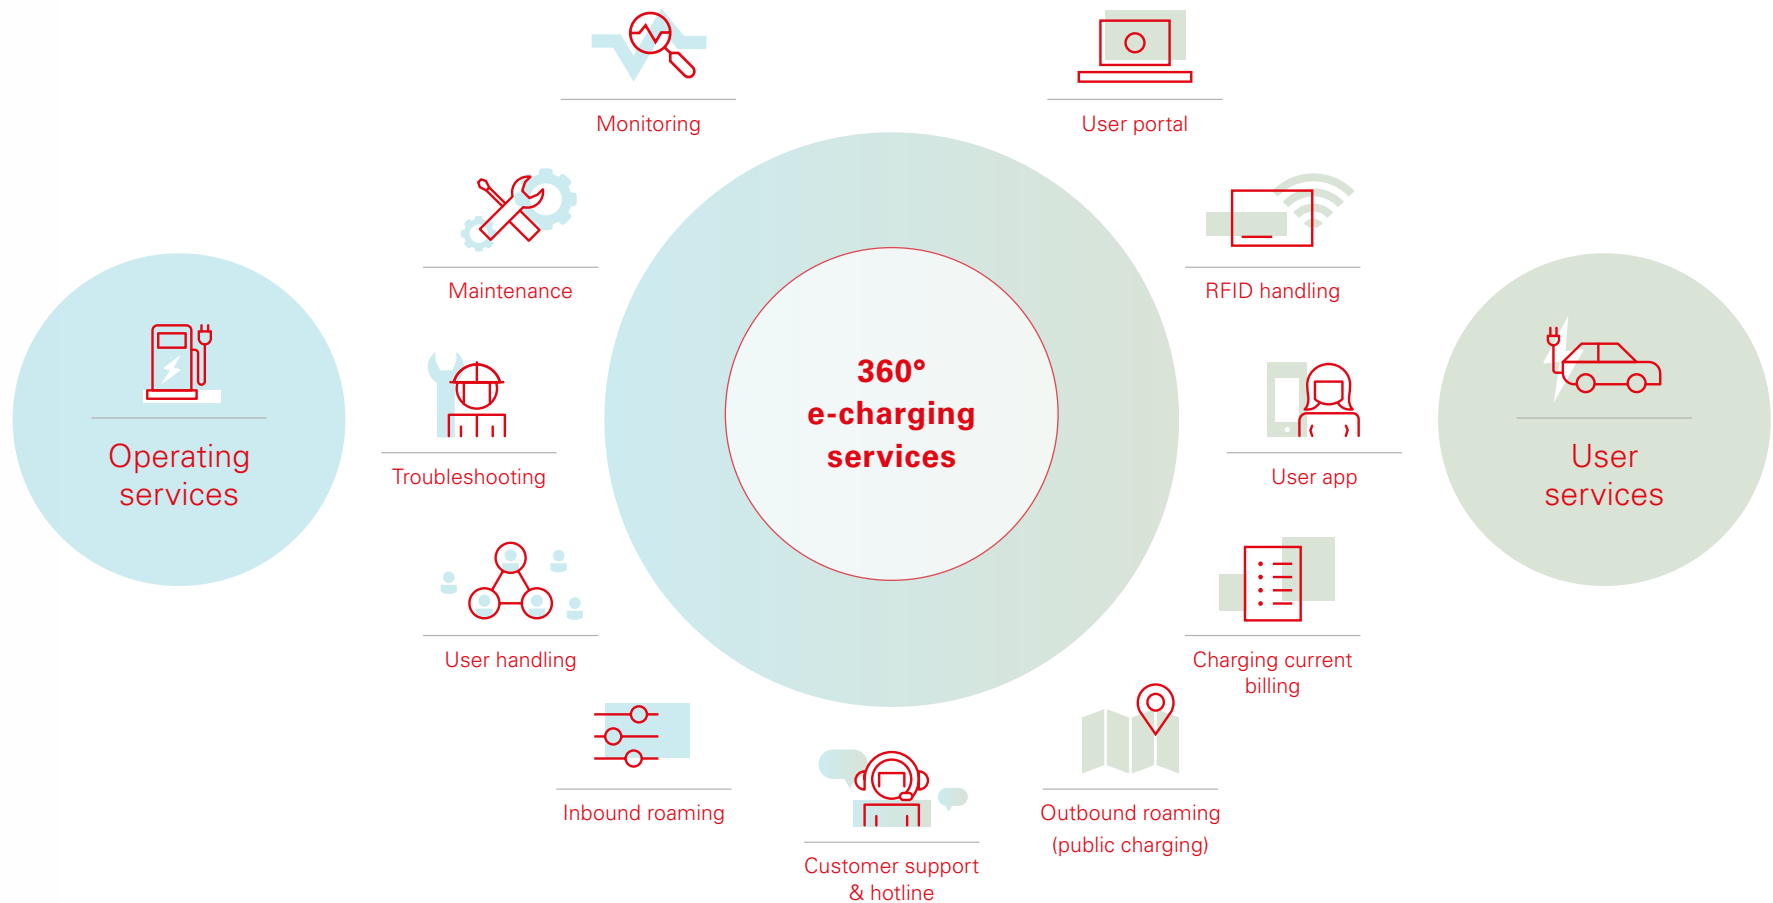 Monitoring
User portal
Maintenance
RFID handling
Operating
services
360°
e-charging
services
User
services
Troubleshooting
User app
User handling
Charging current
billing
Inbound roaming
Outbound roaming
(public charging)
Customer support
& hotline